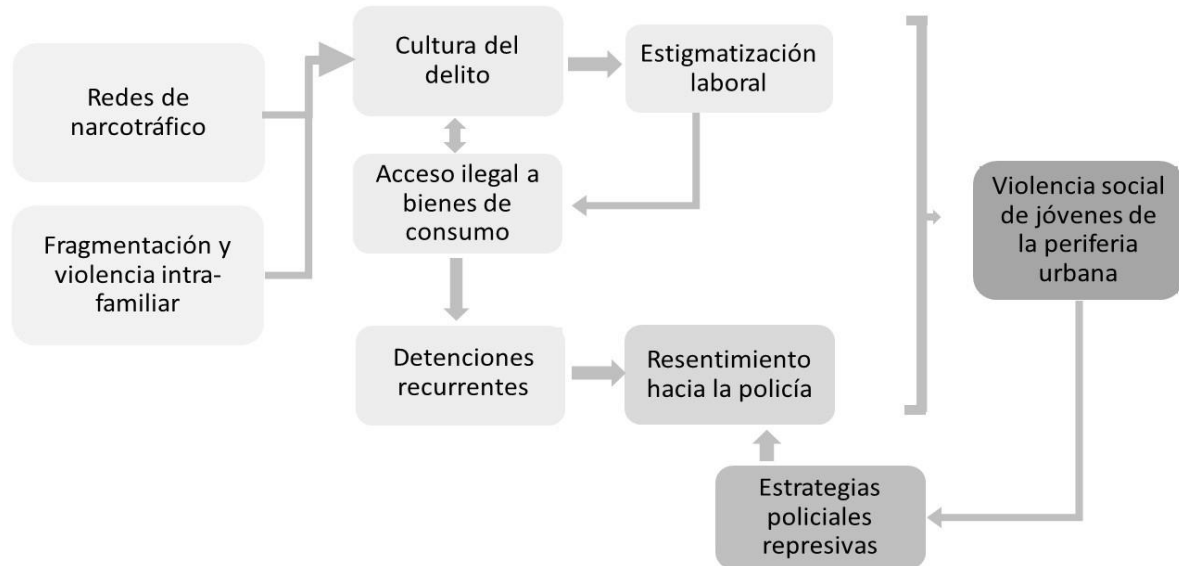 Redes de
narcotráfico
Fragmentación y
violencia intra-
familiar
Cultura del
delito
Estigmatización
laboral
Acceso ilegal a
bienes de
consumo
Detenciones
recurrentes
Resentimiento
hacia la policía
Estrategias
policiales
represivas
Violencia social
de jóvenes de
la periferia
urbana